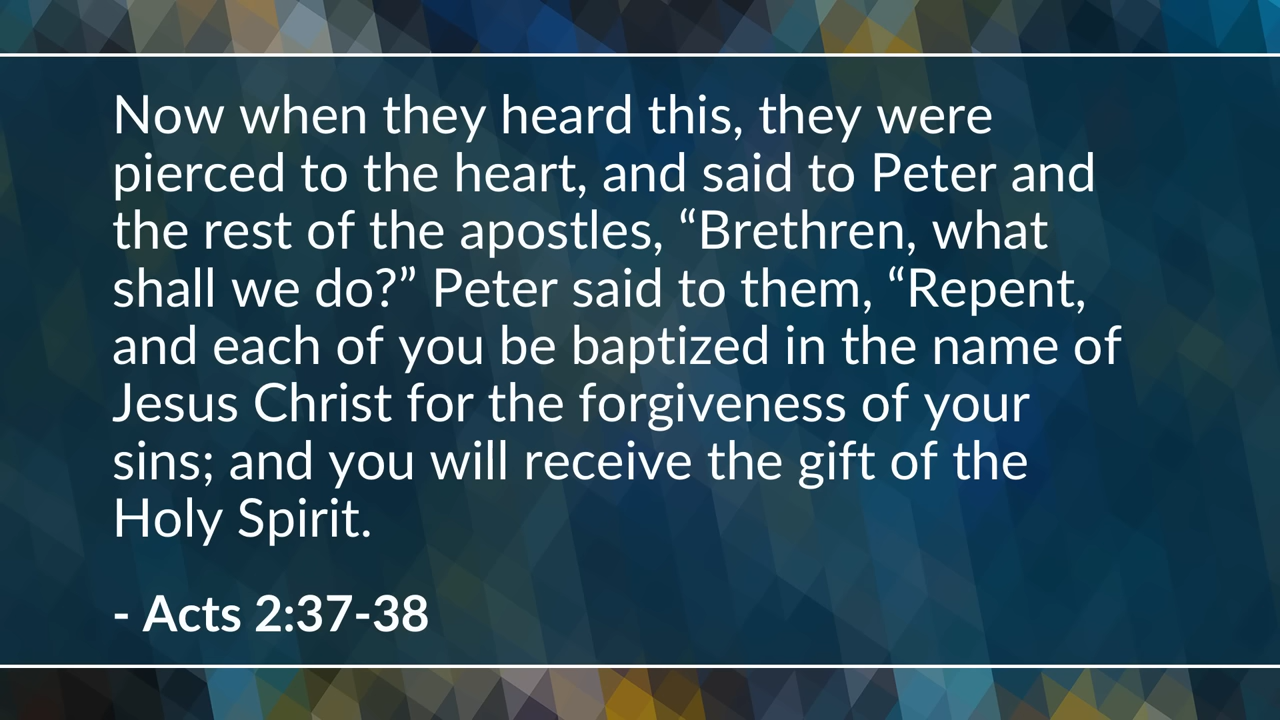 Now when they heard this, they were
pierced to the heart, and said to Peter and
the rest of the apostles, “Brethren, what
shall we do?” Peter said to them, “Repent,
and each of you be baptized in the name of
Jesus Christ for the forgiveness of your
sins; and you will receive the gift of the
Holy Spirit.
- Acts 2:37-38